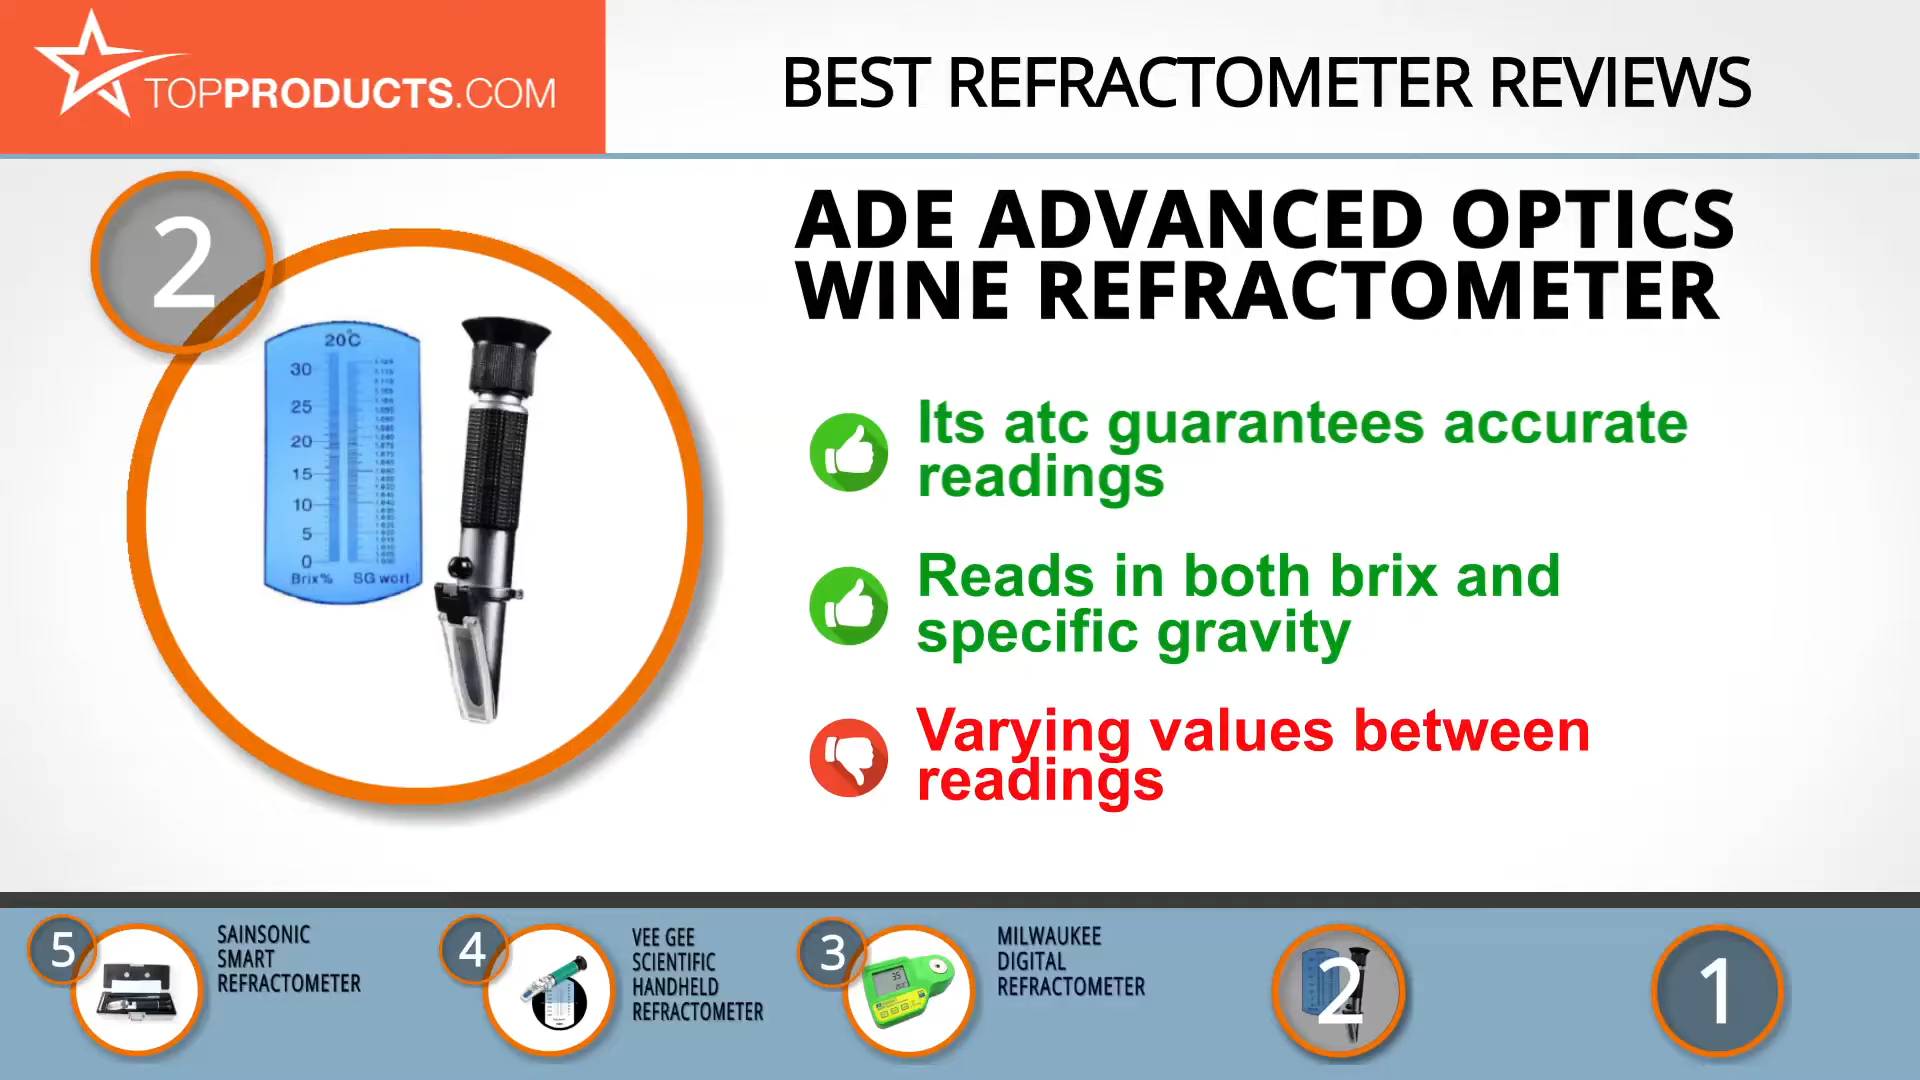 TOPPRODUCTS.COM
BEST REFRACTOMETER REVIEWS
2
ADE ADVANCED OPTICS
WINE REFRACTOMETER
20°C
30
25
20
15
10
5
0
Brix% SG wort
Its atc guarantees accurate
readings
Reads in both brix and
specific gravity
Varying values between
readings
5
SAINSONIC
SMART
REFRACTOMETER
4
VEE GEE
SCIENTIFIC
HANDHELD
REFRACTOMETER
3
MILWAUKEE
DIGITAL
REFRACTOMETER
2
1